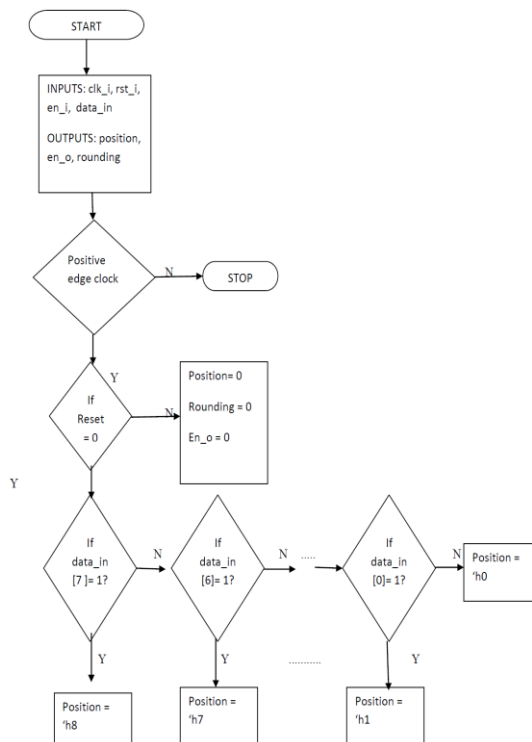 START
INPUTS: clk_i, rst_i,
en_i, data_in
OUTPUTS: position,
en_o, rounding
Positive
edge clock
N
STOP
Y
If
Reset
= 0
N
Position= 0
Rounding = 0
En_o = 0
Y
If
data_in
[7 ]= 1?
N
If
data_in
[6]= 1?
N
.....
If
data_in
[0]= 1?
N
Position =
‘h0
Y
Y
...........
Y
Position =
‘h8
Position =
‘h7
Position =
‘h1